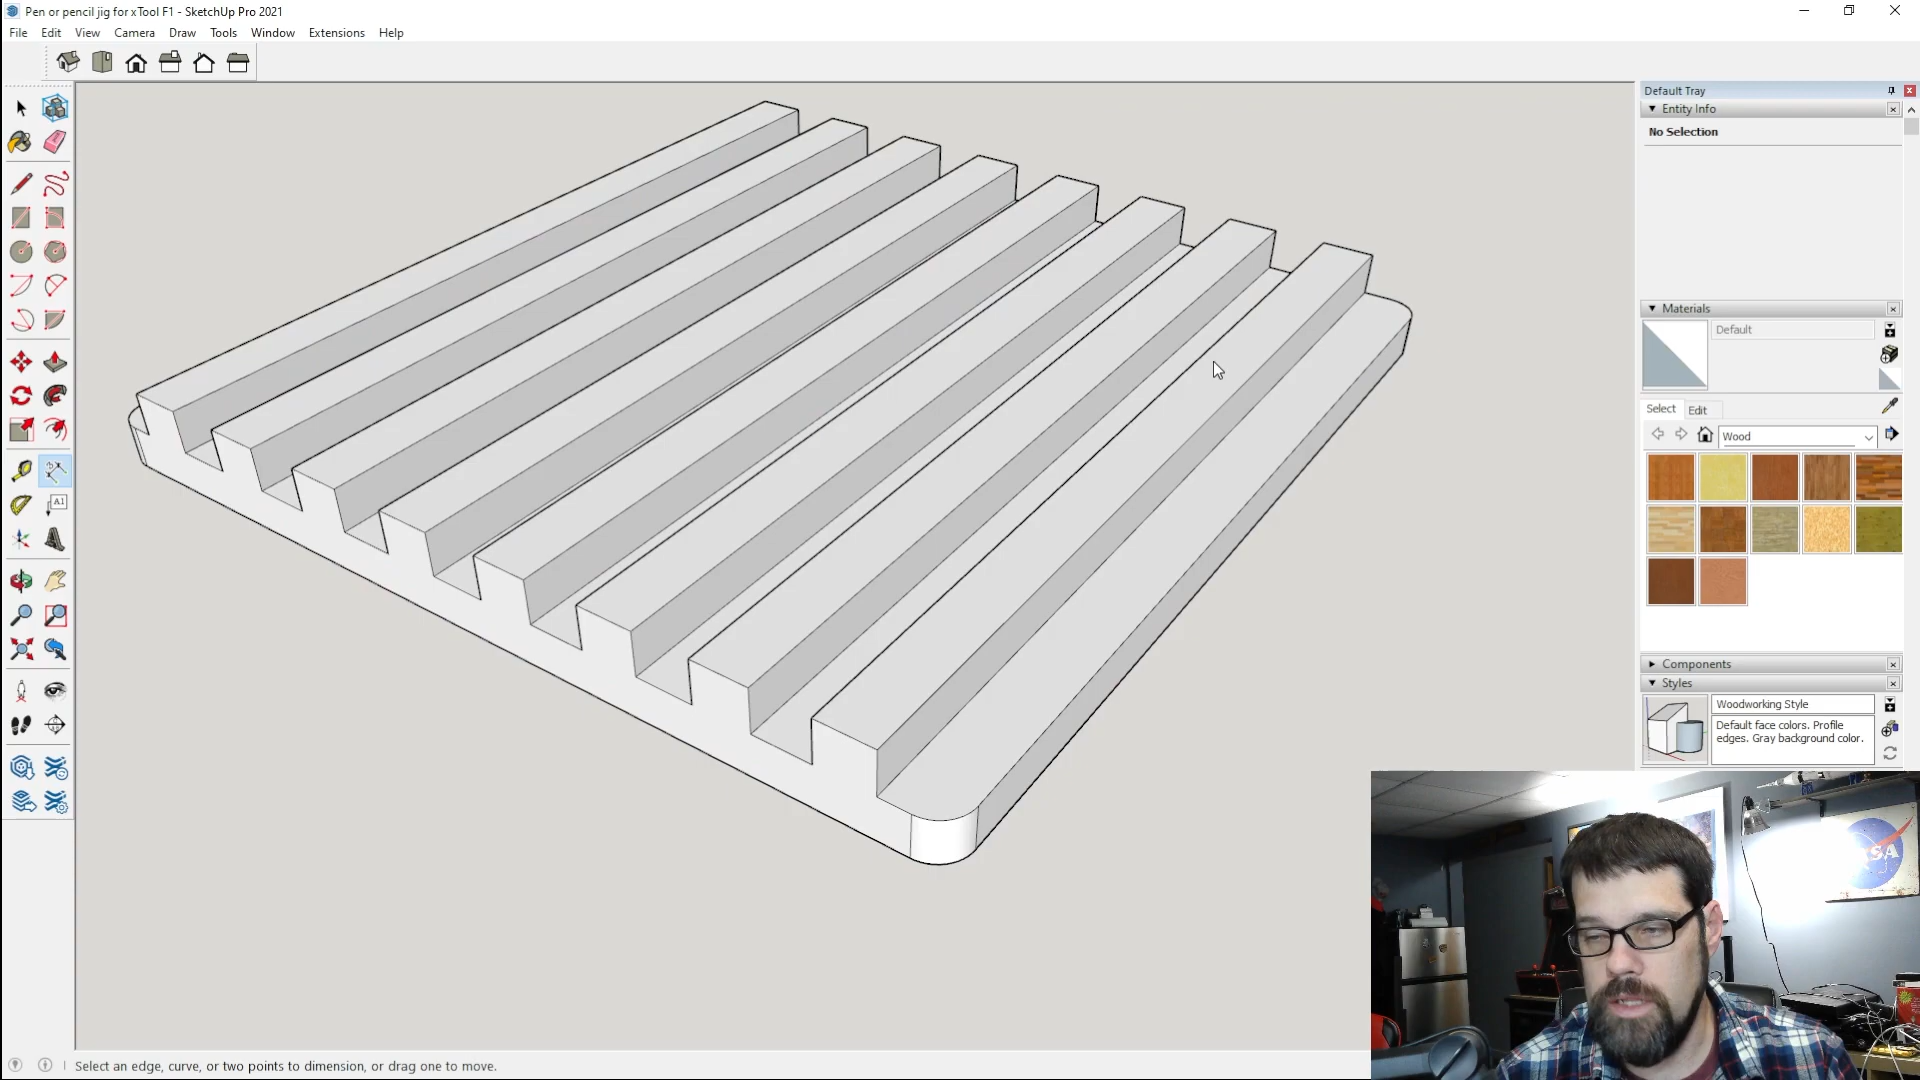 Pen or pencil jig for xTool F1 - SketchUp Pro 2021
File Edit View Camera Draw Tools Window Extensions Help
Default Tray
Entity Info
No Selection
Materials
Default
Select Edit
Wood
A1
Components
Styles
Woodworking Style
Default face colors. Profile
edges. Gray background color.
Select an edge, curve, or two points to dimension, or drag one to move.